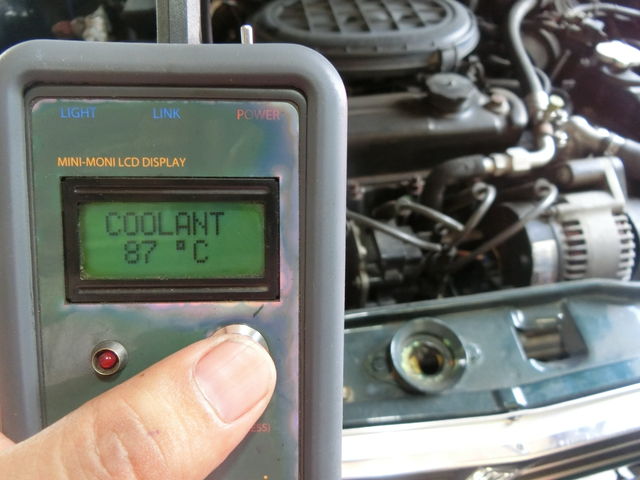 LIGHT LINK POWER
MINI-MONI LCD DISPLAY
COOLANT
87 °C